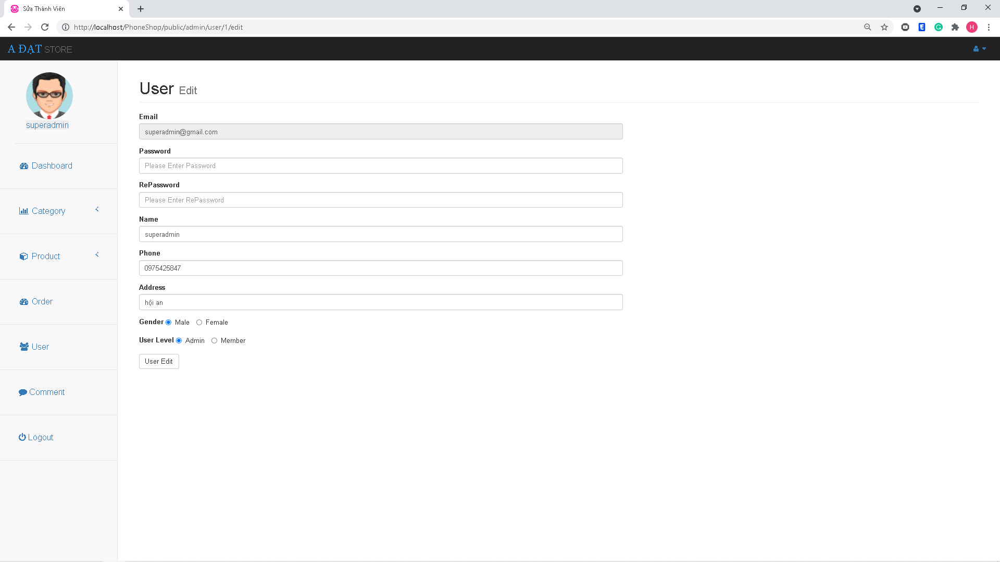 Sửa Thành Viên
http://localhost/PhoneShop/public/admin/user/1/edit
H
A ĐẠT STORE
superadmin
Dashboard
Category
Product
Order
User
Comment
Logout
User Edit
Email
superadmin@gmail.com
Password
Please Enter Password
RePassword
Please Enter RePassword
Name
superadmin
Phone
0975425847
Address
hội an
Gender Male Female
User Level Admin Member
User Edit